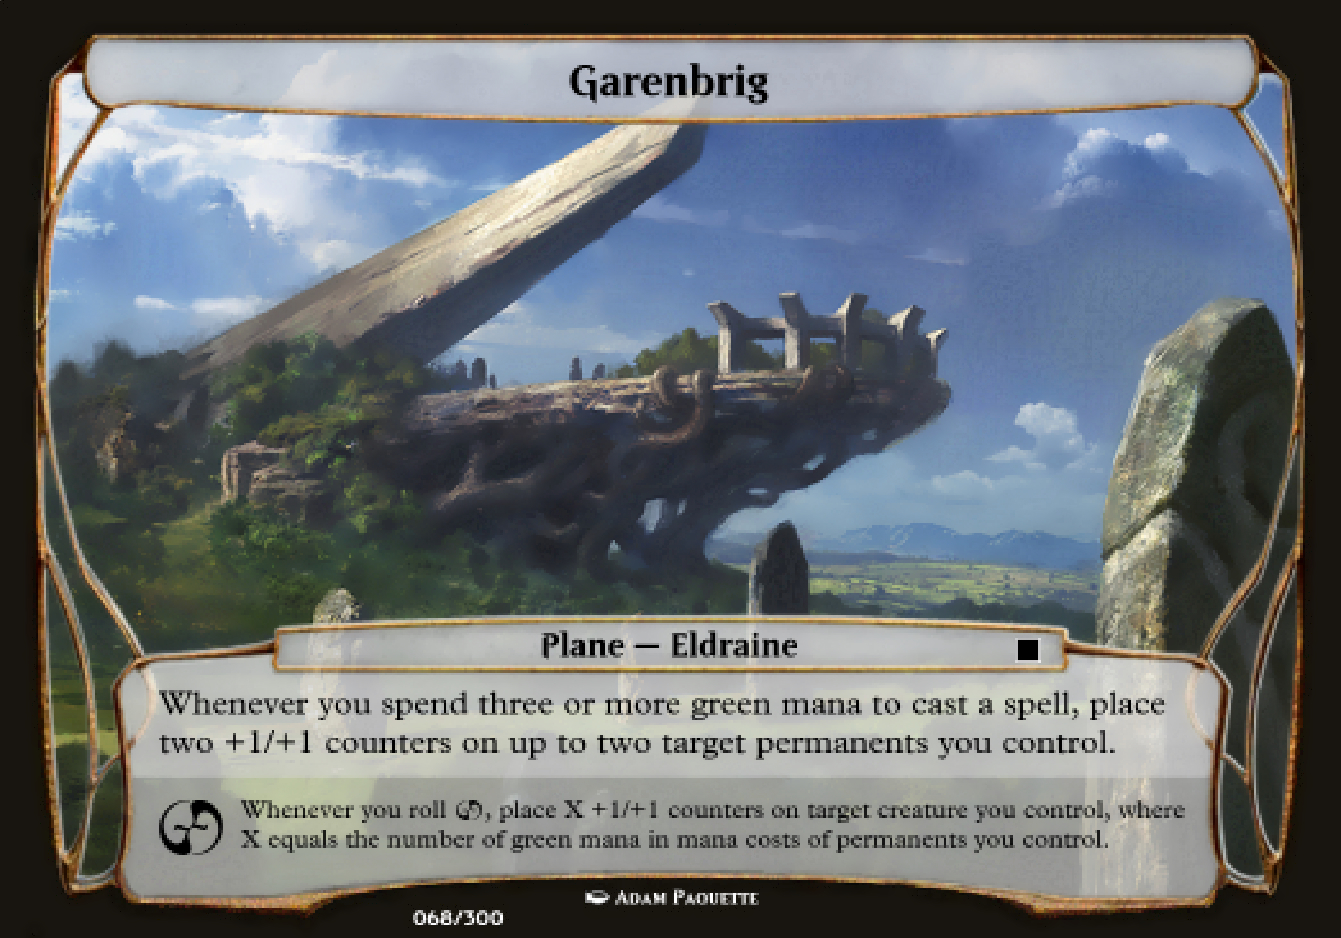 Garenbrig
Plane — Eldraine
Whenever you spend three or more green mana to cast a spell, place
two +1/+1 counters on up to two target permanents you control.
Whenever you roll , place X +1/+1 counters on target creature you control, where
X equals the number of green mana in mana costs of permanents you control.
Adam Paquette
068/300